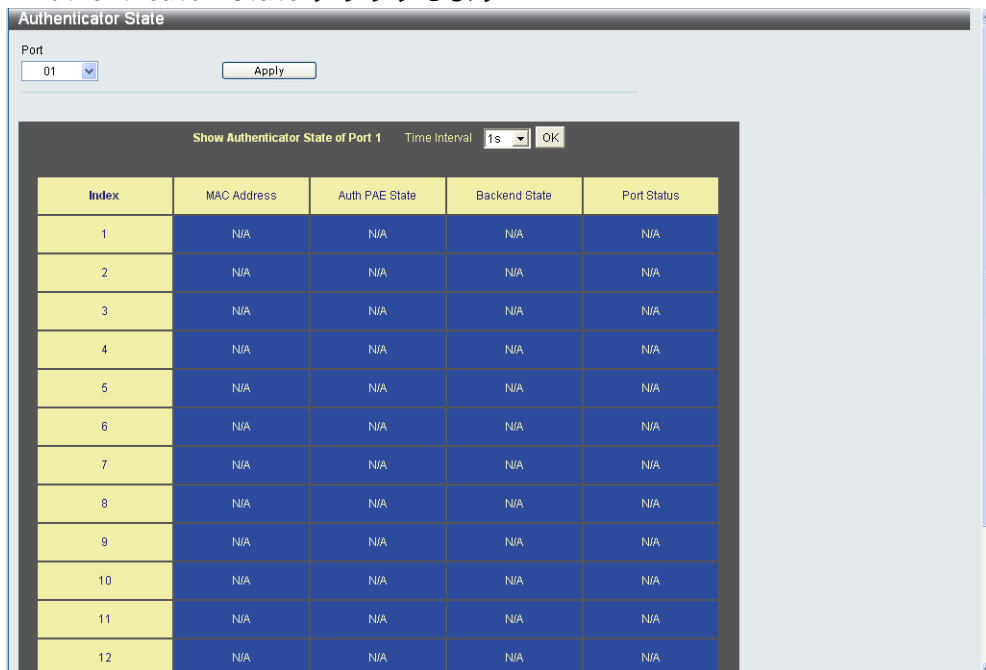 Authenticator State
Port
01 Apply
Show Authenticator State of Port 1 Time Interval 1s OK
Index MAC Address Auth PAE State Backend State Port Status
1 N/A N/A N/A N/A
2 N/A N/A N/A N/A
3 N/A N/A N/A N/A
4 N/A N/A N/A N/A
5 N/A N/A N/A N/A
6 N/A N/A N/A N/A
7 N/A N/A N/A N/A
8 N/A N/A N/A N/A
9 N/A N/A N/A N/A
10 N/A N/A N/A N/A
11 N/A N/A N/A N/A
12 N/A N/A N/A N/A